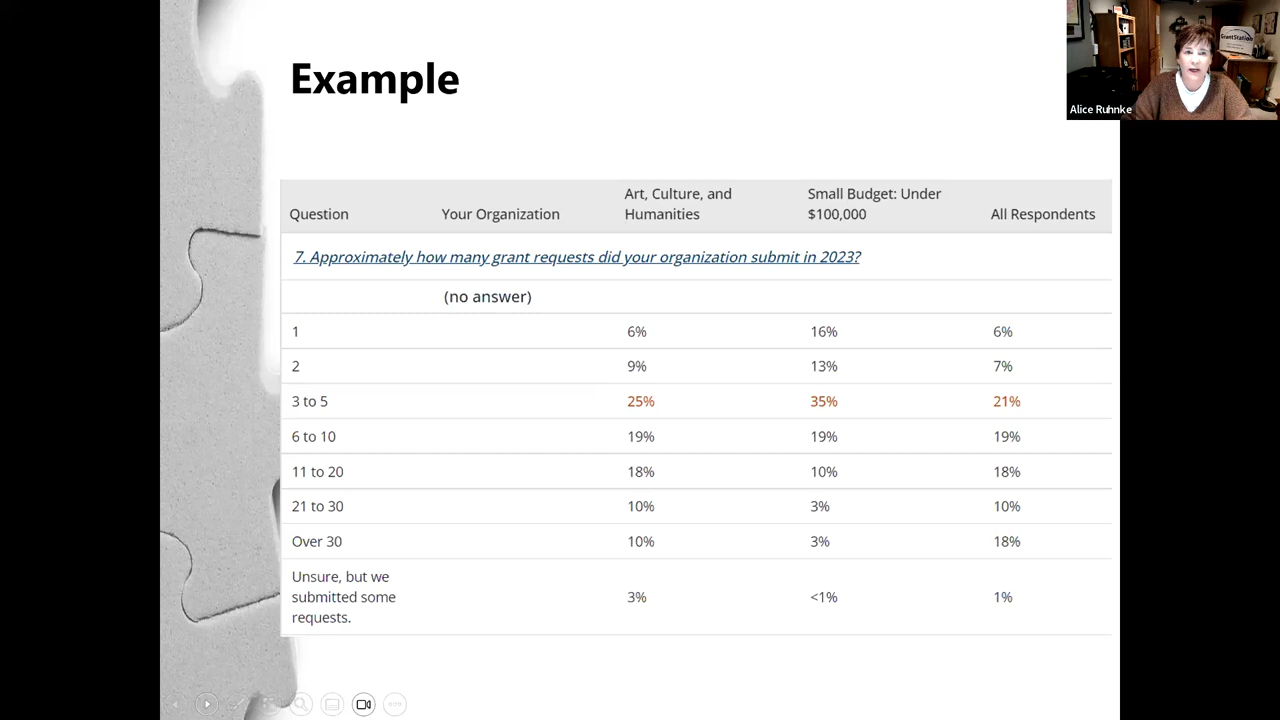 Example
GrantStation
Alice Ruhnke
Question Your Organization Art, Culture, and Humanities Small Budget: Under $100,000 All Respondents
7. Approximately how many grant requests did your organization submit in 2023?
(no answer)
1 6% 16% 6%
2 9% 13% 7%
3 to 5 25% 35% 21%
6 to 10 19% 19% 19%
11 to 20 18% 10% 18%
21 to 30 10% 3% 10%
Over 30 10% 3% 18%
Unsure, but we
submitted some 3% <1% 1%
requests.